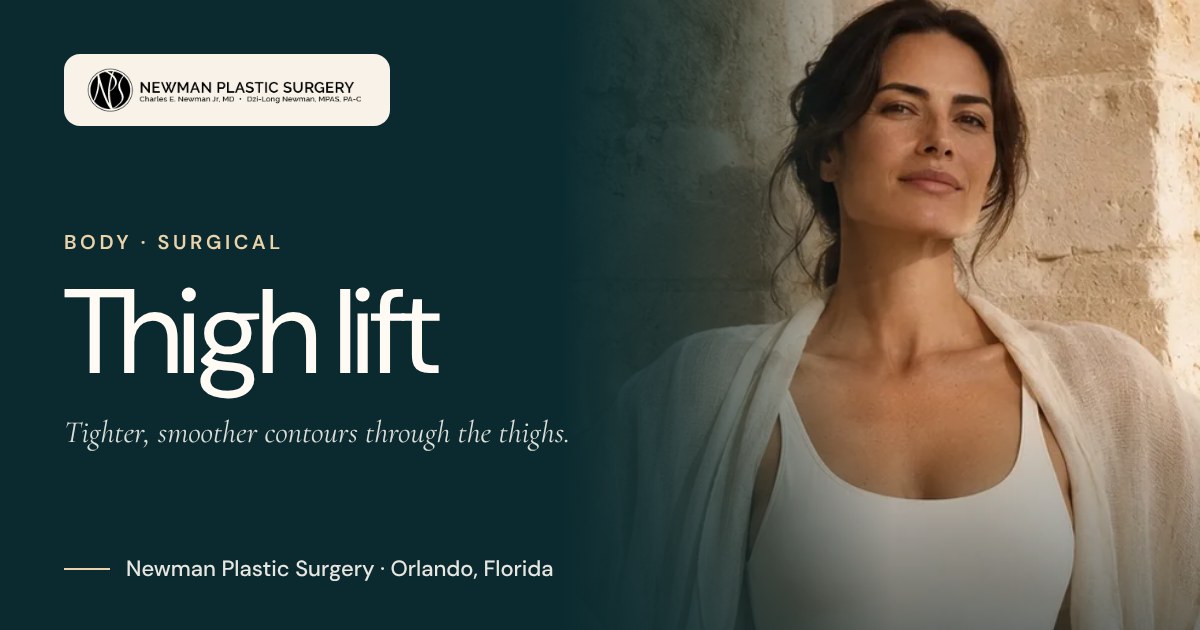 NPS
NEWMAN PLASTIC SURGERY
Charles E. Newman Jr, MD • Dzi-Long Newman, MPAS, PA-C
BODY · SURGICAL
Thigh lift
Tighter, smoother contours through the thighs.
Newman Plastic Surgery · Orlando, Florida